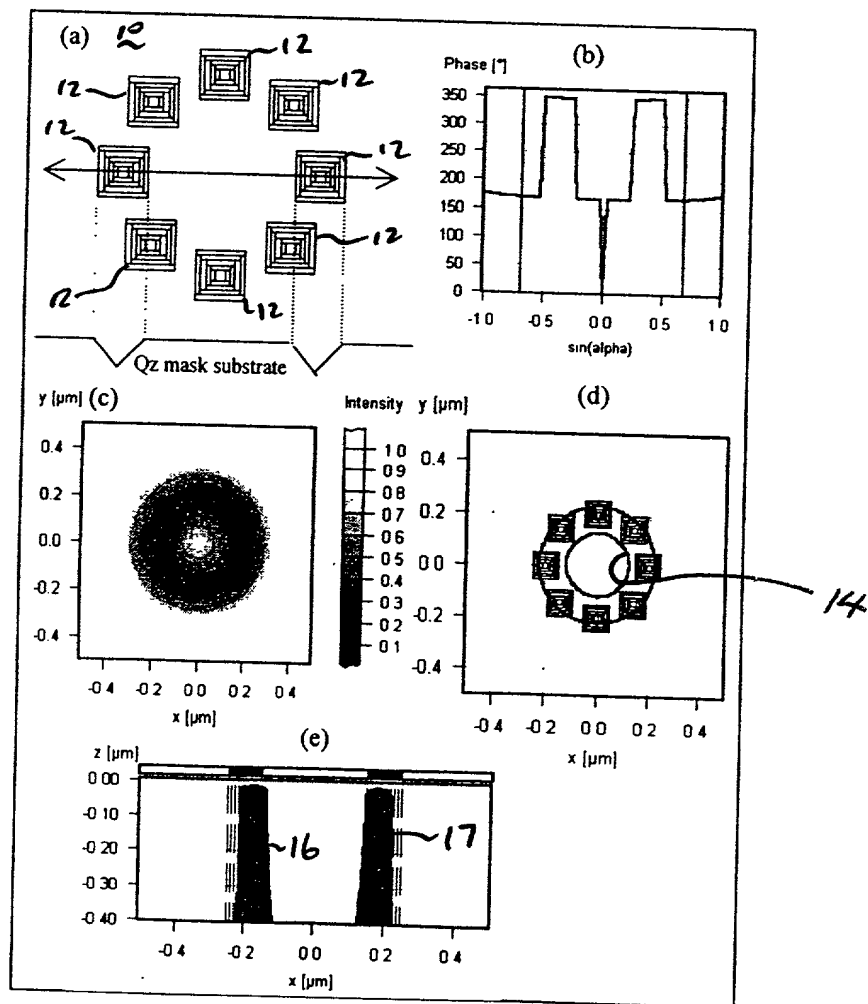 (a) 10
12
12
12
12
12
12
12
12
Qz mask substrate
(b)
Phase [°]
350
300
250
200
150
100
50
0
-1 0 -0 5 0 0 0 5 1 0
sin(alpha)
y [µm] (c)
0.4
0.2
0.0
-0.2
-0.4
-0.4 -0.2 0 0 0 2 0 4
x [µm]
Intensity
1 0
0 9
0 8
0 7
0 6
0 5
0 4
0 3
0 2
0 1
y [µm] (d)
0.4
0.2
0.0
-0.2
-0.4
-0.4 -0.2 0 0 0 2 0 4
x [µm]
14
(e)
z [µm]
0 00
-0 10
-0 20
-0 30
-0 40
16
17
-0 4 -0 2 0 0 0 2 0 4
x [µm]